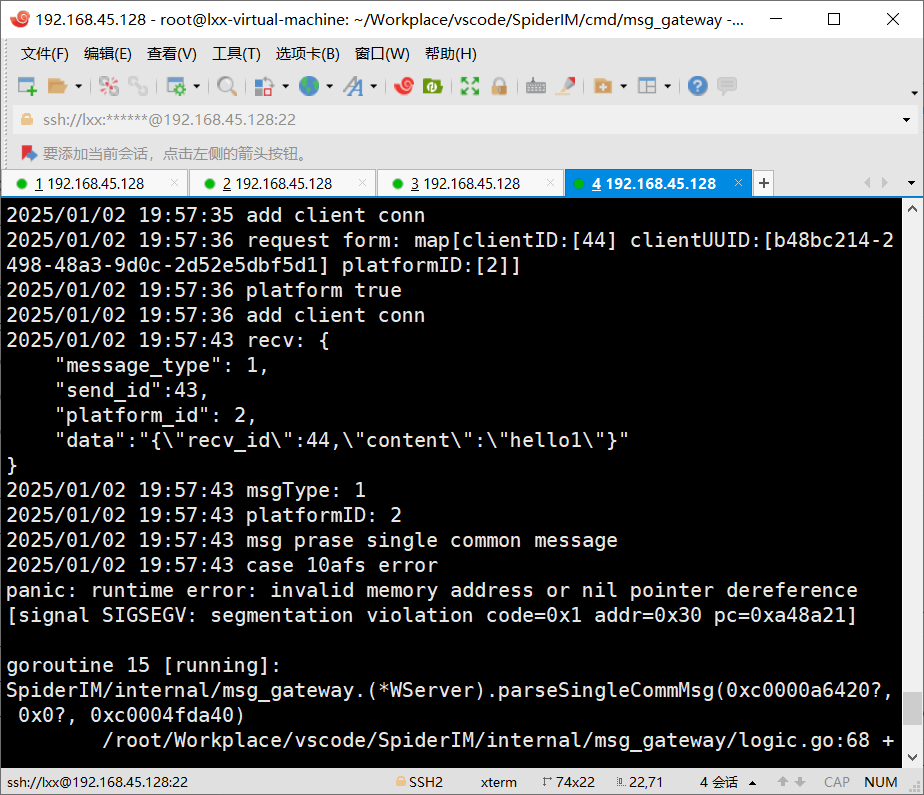 192.168.45.128 - root@lxx-virtual-machine: ~/Workplace/vscode/SpiderIM/cmd/msg_gateway -...
文件(F) 编辑(E) 查看(V) 工具(T) 选项卡(B) 窗口(W) 帮助(H)
ssh://lxx:******@192.168.45.128:22
要添加当前会话，点击左侧的箭头按钮。
1 192.168.45.128 2 192.168.45.128 3 192.168.45.128 4 192.168.45.128
2025/01/02 19:57:35 add client conn
2025/01/02 19:57:36 request form: map[clientID:[44] clientUUID:[b48bc214-2
498-48a3-9d0c-2d52e5dbf5d1] platformID:[2]]
2025/01/02 19:57:36 platform true
2025/01/02 19:57:36 add client conn
2025/01/02 19:57:43 recv: {
    "message_type": 1,
    "send_id":43,
    "platform_id": 2,
    "data":"{\"recv_id\":44,\"content\":\"hello1\"}"
}
2025/01/02 19:57:43 msgType: 1
2025/01/02 19:57:43 platformID: 2
2025/01/02 19:57:43 msg prase single common message
2025/01/02 19:57:43 case 10afs error
panic: runtime error: invalid memory address or nil pointer dereference
[signal SIGSEGV: segmentation violation code=0x1 addr=0x30 pc=0xa48a21]
goroutine 15 [running]:
SpiderIM/internal/msg_gateway.(*WServer).parseSingleCommMsg(0xc0000a6420?,
 0x0?, 0xc0004fda40)
        /root/Workplace/vscode/SpiderIM/internal/msg_gateway/logic.go:68 +
ssh://lxx@192.168.45.128:22 SSH2 xterm 74x22 22,71 4 会话 CAP NUM